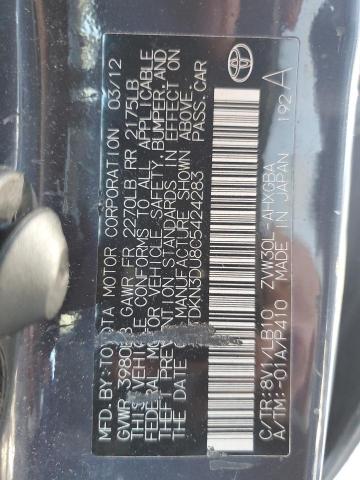 MFD.BY:TOYOTA MOTOR CORPORATION 03/12
GVWR 3980LB GAWR FR 2270LB RR 2175LB
THIS VEHICLE CONFORMS TO ALL APPLICABLE
FEDERAL MOTOR VEHICLE SAFETY, BUMPER, AND
THEFT PREVENTION STANDARDS IN EFFECT ON
THE DATE OF MANUFACTURE SHOWN ABOVE.
JTDKN3DU8C5424283 PASS.CAR
C/TR:8V1/LB10 ZVW30L-AHXGBA
A/TM:-01A/P410 MADE IN JAPAN 192 A
TOYOTA